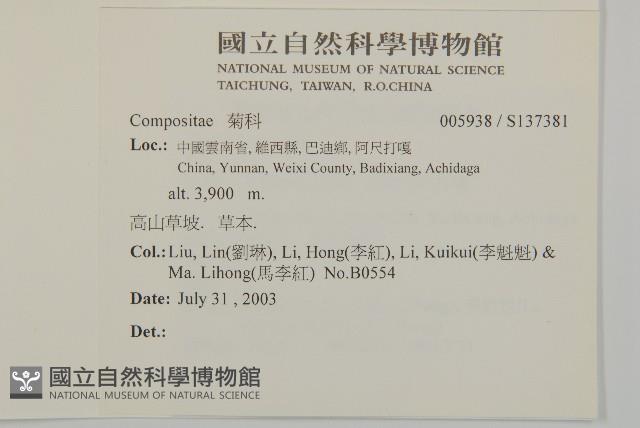 國立自然科學博物館
NATIONAL MUSEUM OF NATURAL SCIENCE
TAICHUNG, TAIWAN, R.O.CHINA
Compositae 菊科 005938 / S137381
Loc.: 中國雲南省, 維西縣, 巴迪鄉, 阿尺打嘎
China, Yunnan, Weixi County, Badixiang, Achidaga
alt. 3,900 m.
高山草坡. 草本.
Col.: Liu, Lin(劉琳), Li, Hong(李紅), Li, Kuikui(李魁魁) &
Ma. Lihong(馬李紅) No.B0554
Date: July 31 , 2003
Det.:
國立自然科學博物館
NATIONAL MUSEUM OF NATURAL SCIENCE